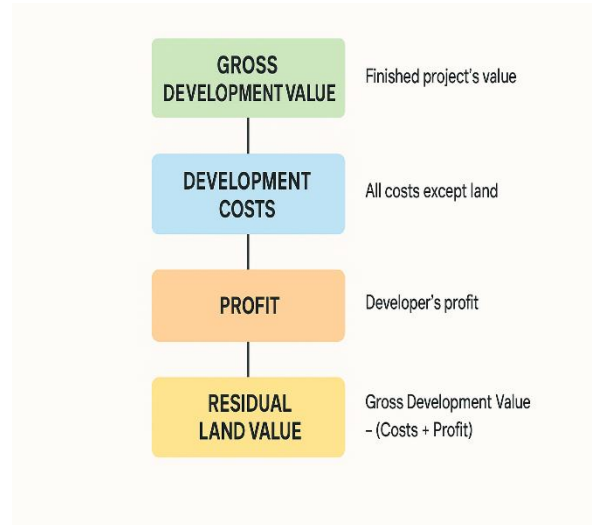 GROSS
DEVELOPMENT VALUE
Finished project's value
DEVELOPMENT
COSTS
All costs except land
PROFIT
Developer's profit
RESIDUAL
LAND VALUE
Gross Development Value
– (Costs + Profit)